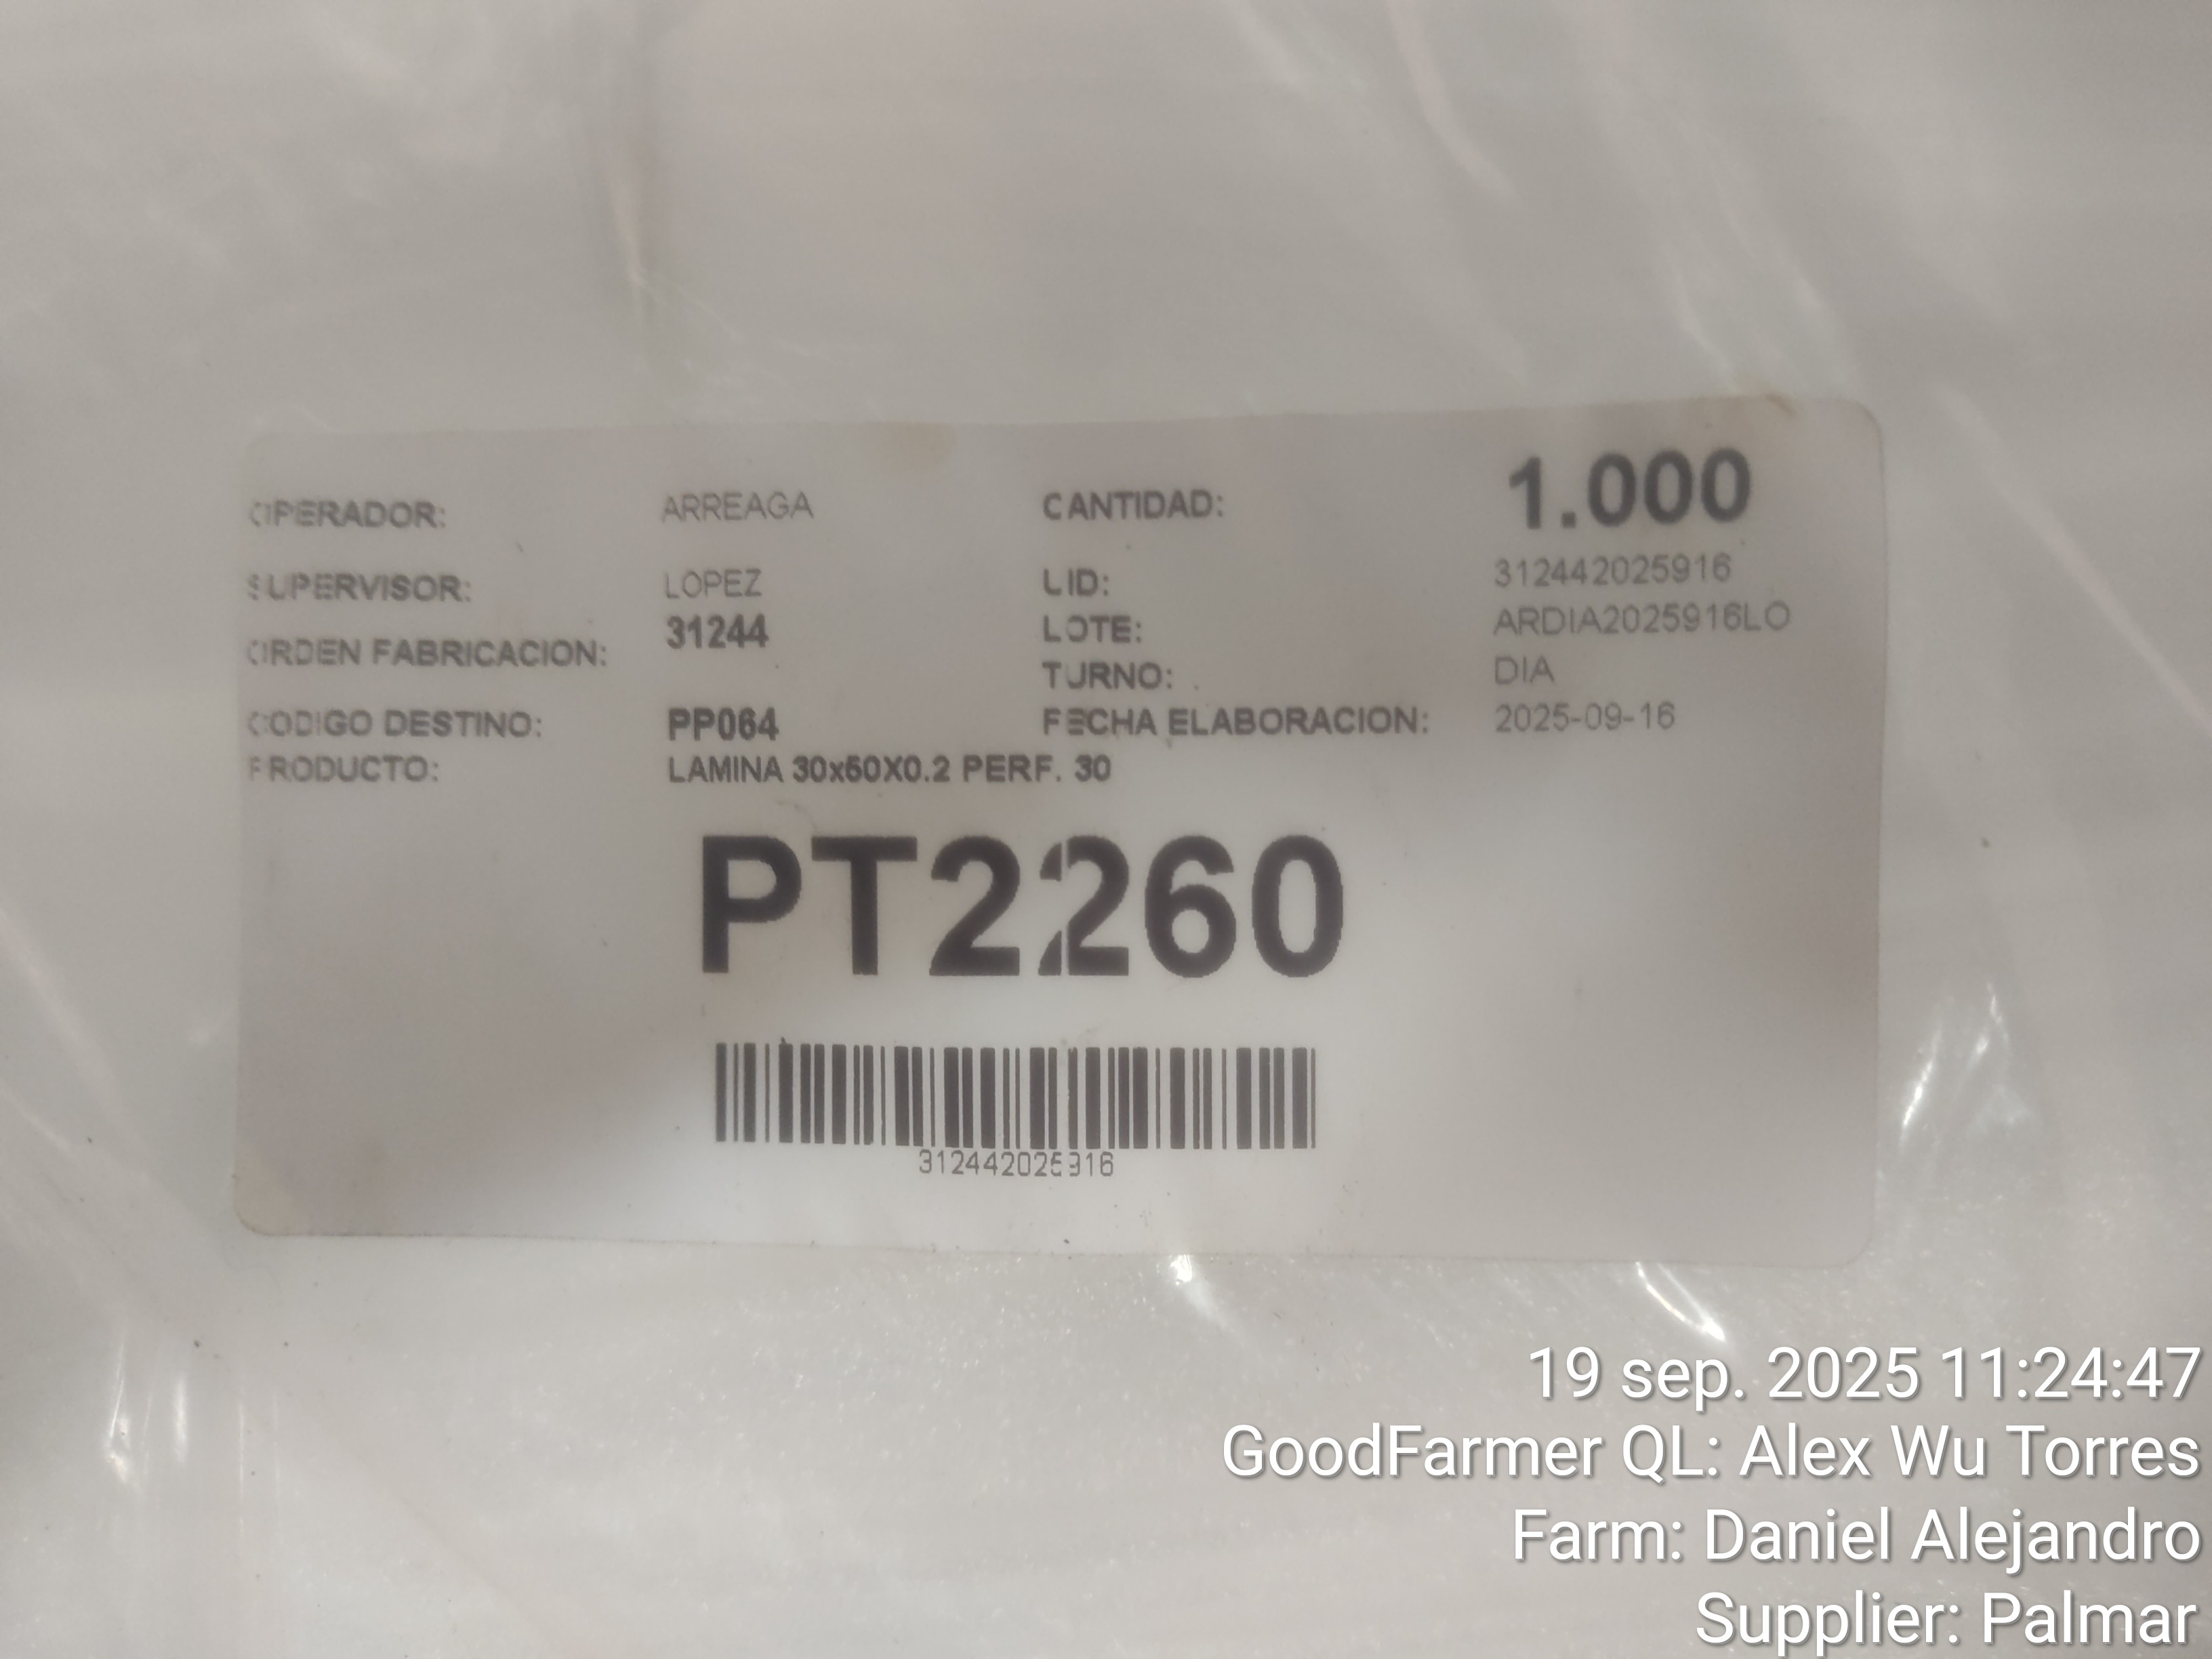 OPERADOR: ARREAGA CANTIDAD: 1.000
SUPERVISOR: LOPEZ LID: 312442025916
ORDEN FABRICACION: 31244 LOTE: ARDIA2025916LO
TURNO: DIA
CODIGO DESTINO: PP064 FECHA ELABORACION: 2025-09-16
PRODUCTO: LAMINA 30x60X0.2 PERF. 30
PT2260
312442025916
19 sep. 2025 11:24:47
GoodFarmer QL: Alex Wu Torres
Farm: Daniel Alejandro
Supplier: Palmar